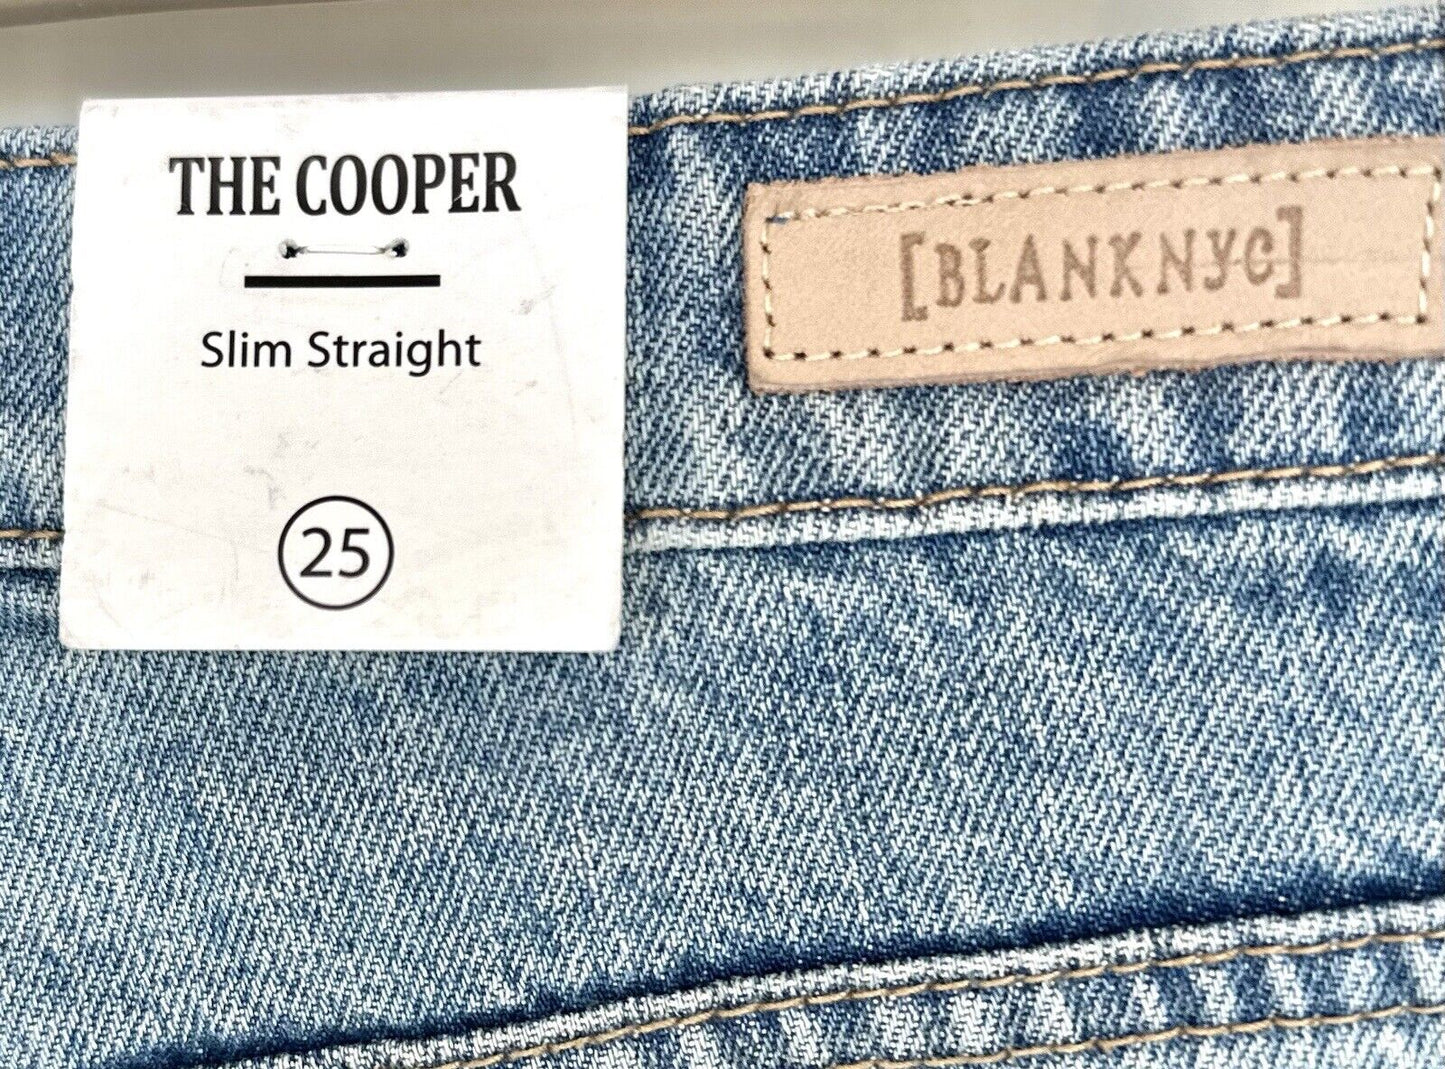 THE COOPER
Slim Straight
25
[BLANKNYC]